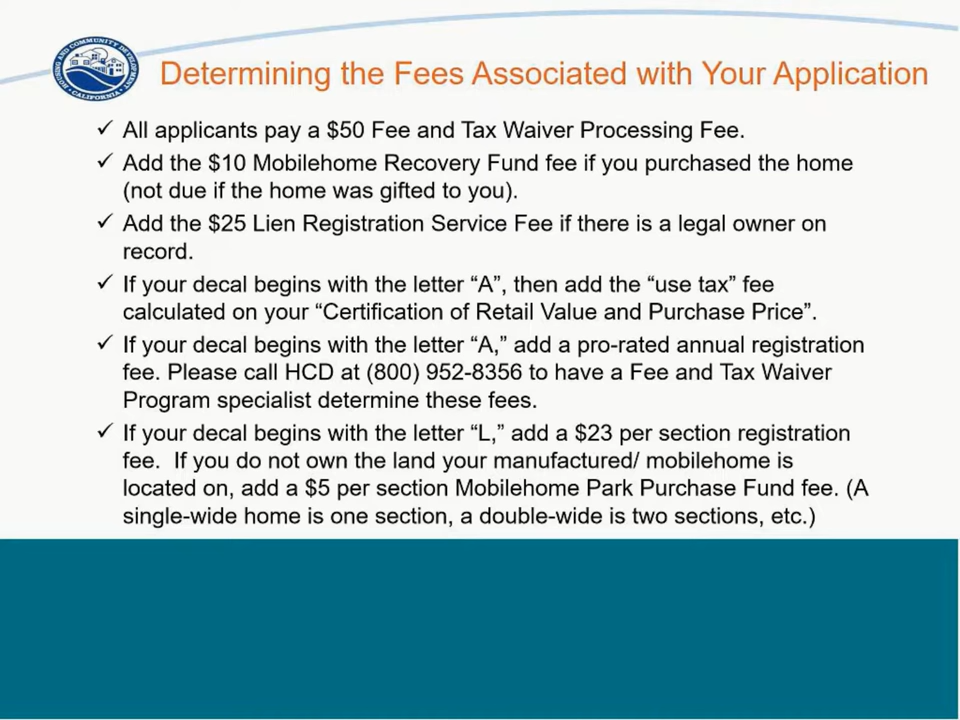 HOUSING AND COMMUNITY DEVELOPMENT
CALIFORNIA
Determining the Fees Associated with Your Application
✓ All applicants pay a $50 Fee and Tax Waiver Processing Fee.
✓ Add the $10 Mobilehome Recovery Fund fee if you purchased the home
(not due if the home was gifted to you).
✓ Add the $25 Lien Registration Service Fee if there is a legal owner on
record.
✓ If your decal begins with the letter “A”, then add the “use tax” fee
calculated on your “Certification of Retail Value and Purchase Price”.
✓ If your decal begins with the letter “A,” add a pro-rated annual registration
fee. Please call HCD at (800) 952-8356 to have a Fee and Tax Waiver
Program specialist determine these fees.
✓ If your decal begins with the letter “L,” add a $23 per section registration
fee.  If you do not own the land your manufactured/ mobilehome is
located on, add a $5 per section Mobilehome Park Purchase Fund fee. (A
single-wide home is one section, a double-wide is two sections, etc.)